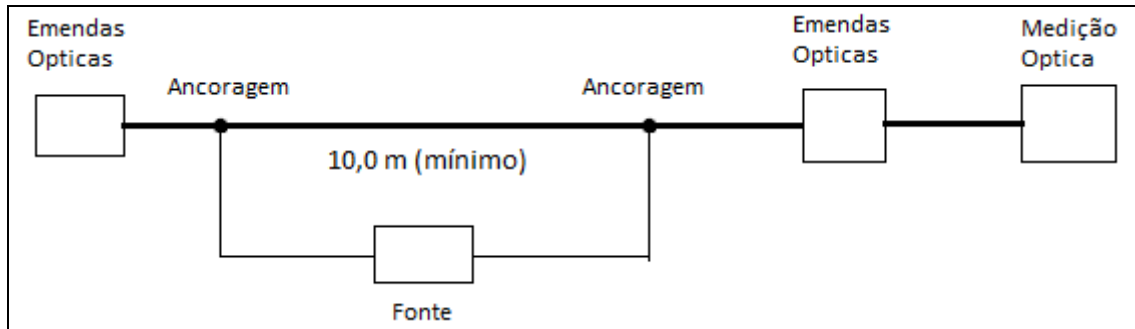 Emendas
Opticas
Emendas
Opticas
Medição
Optica
Ancoragem
Ancoragem
10,0 m (mínimo)
Fonte